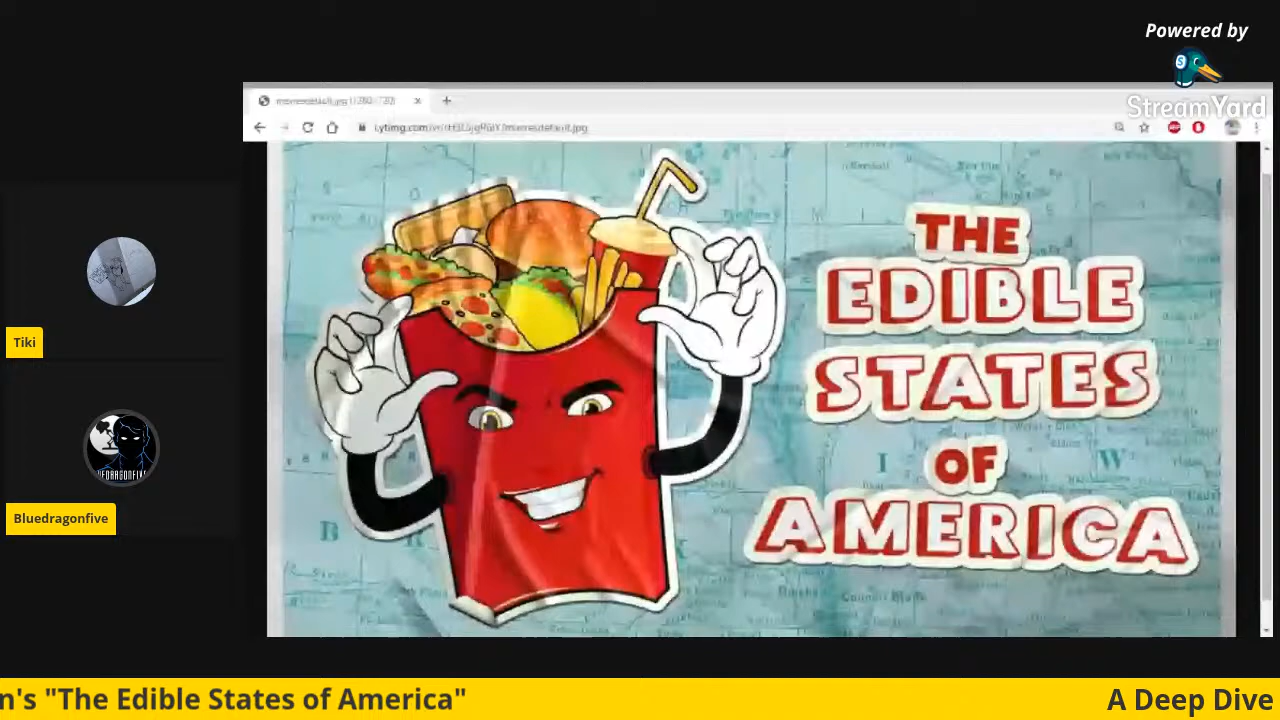 Powered by
StreamYard
THE
EDIBLE
STATES
OF
AMERICA
Tiki
Bluedragonfive
n's "The Edible States of America"
A Deep Dive